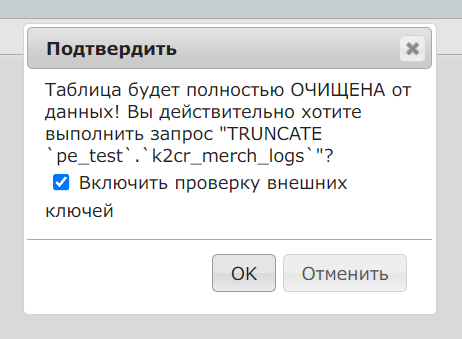 Подтвердить
Таблица будет полностью ОЧИЩЕНА от
данных! Вы действительно хотите
выполнить запрос "TRUNCATE
`pe_test`.`k2cr_merch_logs`"?
Включить проверку внешних
ключей
OK
Отменить